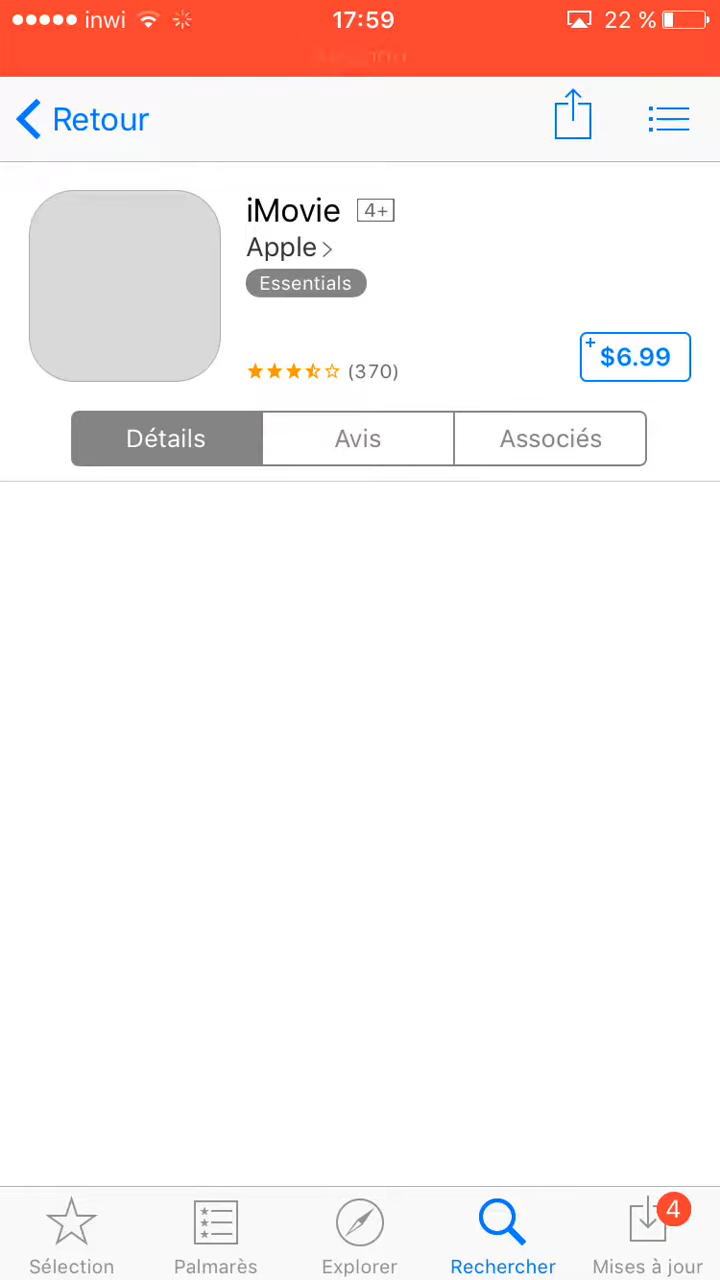 inwi 17:59 22 %
Retour
iMovie 4+
Apple
Essentials
(370) + $6.99
Détails Avis Associés
4
Sélection Palmarès Explorer Rechercher Mises à jour